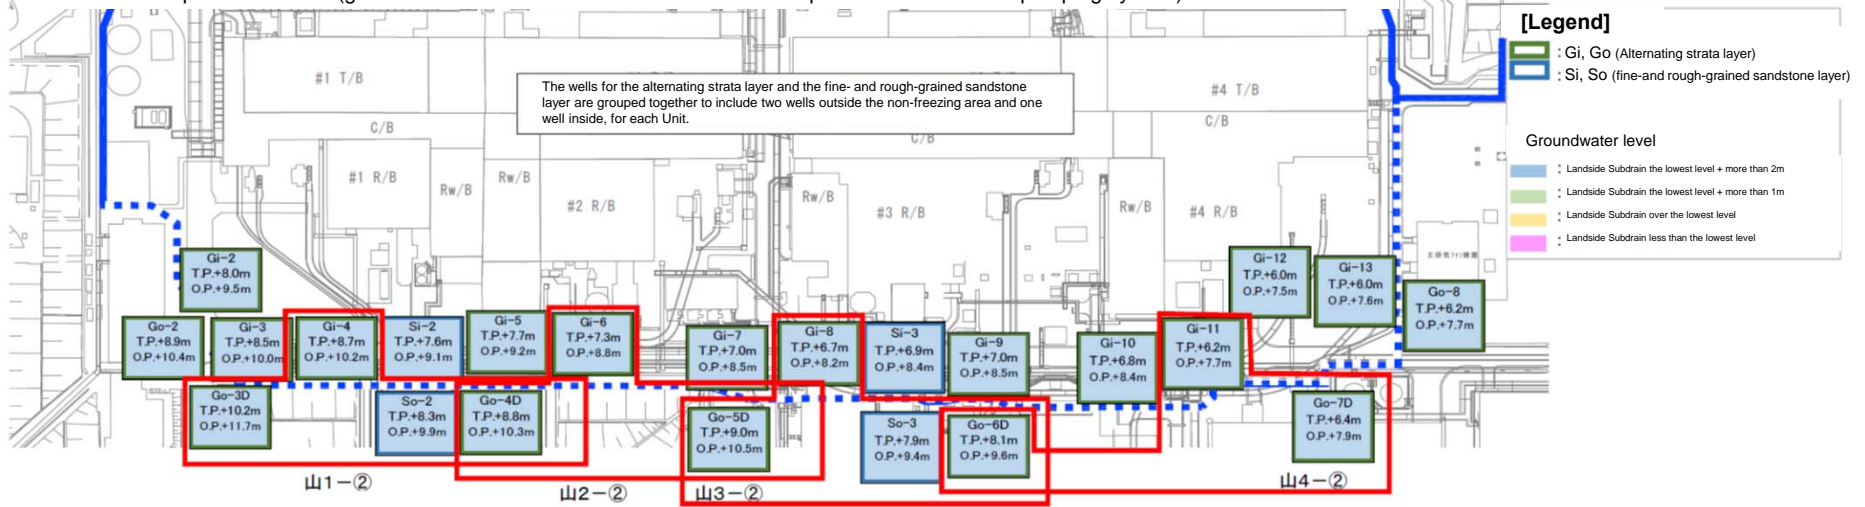 [Legend]
: Gi, Go (Alternating strata layer)
: Si, So (fine-and rough-grained sandstone layer)
Groundwater level
: Landside Subdrain the lowest level + more than 2m
: Landside Subdrain the lowest level + more than 1m
: Landside Subdrain over the lowest level
: Landside Subdrain less than the lowest level
The wells for the alternating strata layer and the fine- and rough-grained sandstone
layer are grouped together to include two wells outside the non-freezing area and one
well inside, for each Unit.
#1 T/B
#4 T/B
C/B
C/B
C/B
#1 R/B
Rw/B
Rw/B
#2 R/B
Rw/B
#3 R/B
Rw/B
#4 R/B
Gi-2
T.P.+8.0m
O.P.+9.5m
Gi-12
T.P.+6.0m
O.P.+7.5m
Gi-13
T.P.+6.0m
O.P.+7.6m
Go-8
T.P.+6.2m
O.P.+7.7m
Go-2
T.P.+8.9m
O.P.+10.4m
Gi-3
T.P.+8.5m
O.P.+10.0m
Gi-4
T.P.+8.7m
O.P.+10.2m
Si-2
T.P.+7.6m
O.P.+9.1m
Gi-5
T.P.+7.7m
O.P.+9.2m
Gi-6
T.P.+7.3m
O.P.+8.8m
Gi-7
T.P.+7.0m
O.P.+8.5m
Gi-8
T.P.+6.7m
O.P.+8.2m
Si-3
T.P.+6.9m
O.P.+8.4m
Gi-9
T.P.+7.0m
O.P.+8.5m
Gi-10
T.P.+6.8m
O.P.+8.4m
Gi-11
T.P.+6.2m
O.P.+7.7m
Go-3D
T.P.+10.2m
O.P.+11.7m
So-2
T.P.+8.3m
O.P.+9.9m
Go-4D
T.P.+8.8m
O.P.+10.3m
Go-5D
T.P.+9.0m
O.P.+10.5m
So-3
T.P.+7.9m
O.P.+9.4m
Go-6D
T.P.+8.1m
O.P.+9.6m
Go-7D
T.P.+6.4m
O.P.+7.9m
山1-②
山2-②
山3-②
山4-②